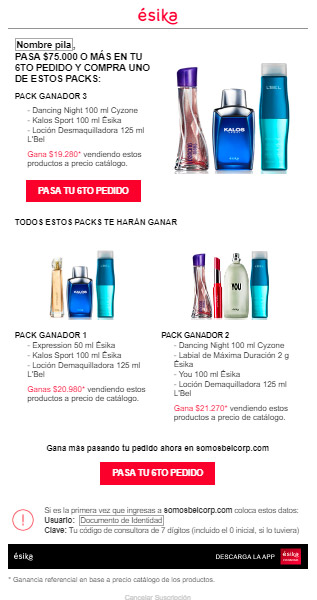 ésika
Nombre pila,
PASA $75.000 O MÁS EN TU
6TO PEDIDO Y COMPRA UNO
DE ESTOS PACKS:
PACK GANADOR 3
- Dancing Night 100 ml Cyzone
- Kalos Sport 100 ml Ésika
- Loción Desmaquilladora 125 ml
L'Bel
Gana $19.280* vendiendo estos
productos a precio catálogo.
PASA TU 6TO PEDIDO
KALOS
L'BEL
TODOS ESTOS PACKS TE HARÁN GANAR
YOU
PACK GANADOR 1
- Expression 50 ml Ésika
- Kalos Sport 100 ml Ésika
- Loción Desmaquilladora 125 ml
L'Bel
Ganas $20.980* vendiendo estos
productos a precio de catálogo.
PACK GANADOR 2
- Dancing Night 100 ml Cyzone
- Labial de Máxima Duración 2 g
Ésika
- You 100 ml Ésika
- Loción Demaquilladora 125 ml
L'Bel
Gana $21.270* vendiendo estos
productos a precio de catálogo.
Gana más pasando tu pedido ahora en somosbelcorp.com
PASA TU 6TO PEDIDO
Si es la primera vez que ingresas a somosbelcorp.com coloca estos datos:
Usuario: Documento de Identidad
Clave: Tu código de consultora de 7 dígitos (incluido el 0 inicial, si lo tuviera)
ésika
DESCARGA LA APP
ésika
* Ganancia referencial en base a precio catálogo de los productos.
Cancelar Suscripción